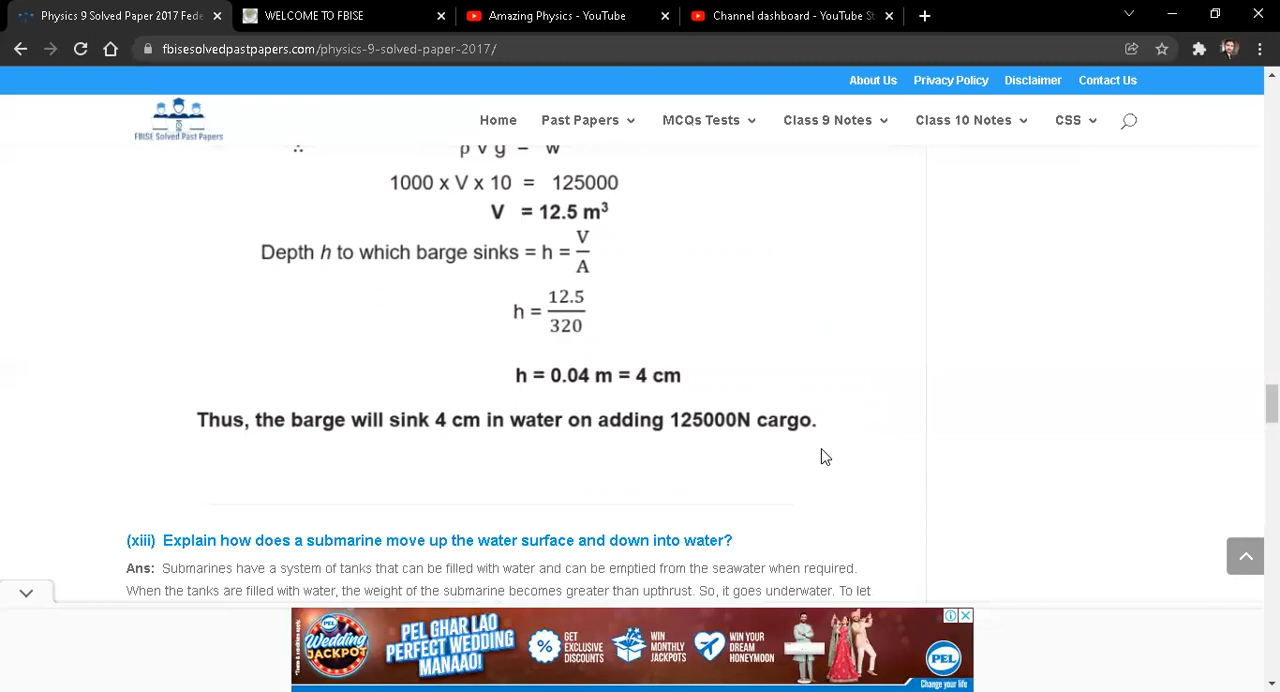 Physics 9 Solved Paper 2017 Fede
WELCOME TO FBISE
Amazing Physics - YouTube
Channel dashboard - YouTube St
fbisesolvedpastpapers.com/physics-9-solved-paper-2017/
About Us Privacy Policy Disclaimer Contact Us
FBISE Solved Past Papers
Home Past Papers MCQs Tests Class 9 Notes Class 10 Notes CSS
∴ ρ V g = w
1000 x V x 10 = 125000
V = 12.5 m³
Depth h to which barge sinks = h = V/A
h = 12.5/320
h = 0.04 m = 4 cm
Thus, the barge will sink 4 cm in water on adding 125000N cargo.
(xiii) Explain how does a submarine move up the water surface and down into water?
Ans: Submarines have a system of tanks that can be filled with water and can be emptied from the seawater when required.
When the tanks are filled with water, the weight of the submarine becomes greater than upthrust. So, it goes underwater. To let
PEL
Wedding
JACKPOT
PEL GHAR LAO
PERFECT WEDDING
MANAAO!
%
GET
EXCLUSIVE
DISCOUNTS
WIN
MONTHLY
JACKPOTS
WIN YOUR
DREAM
HONEYMOON
PEL
Change your life